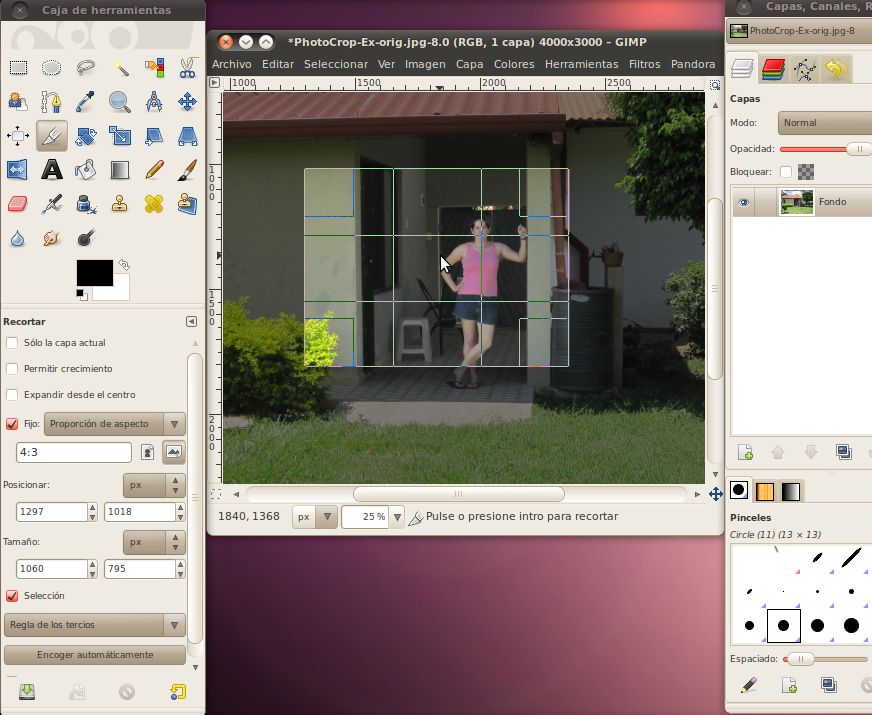 Caja de herramientas
Recortar
Sólo la capa actual
Permitir crecimiento
Expandir desde el centro
Fijo: Proporción de aspecto
4:3
Posicionar: px
1297 1018
Tamaño: px
1060 795
Selección
Regla de los tercios
Encoger automáticamente
*PhotoCrop-Ex-orig.jpg-8.0 (RGB, 1 capa) 4000x3000 – GIMP
Archivo Editar Seleccionar Ver Imagen Capa Colores Herramientas Filtros Pandora
1000 1500 2000 2500
1000
1500
2000
1840, 1368 px 25 % Pulse o presione intro para recortar
Capas, Canales, R
PhotoCrop-Ex-orig.jpg-8
Capas
Modo: Normal
Opacidad:
Bloquear:
Fondo
Pinceles
Circle (11) (13 × 13)
Espaciado: